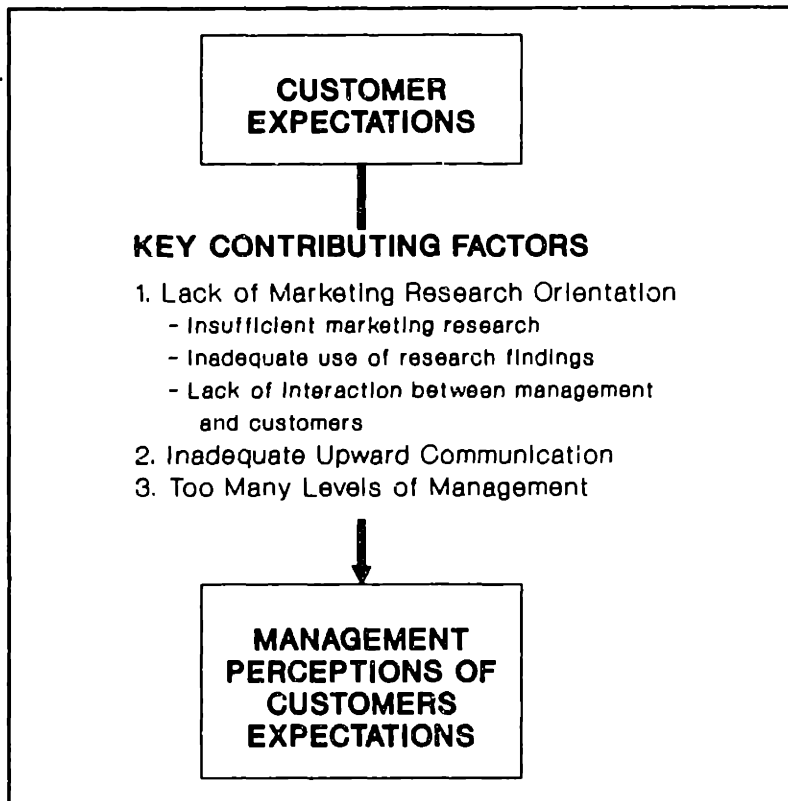 CUSTOMER
EXPECTATIONS
KEY CONTRIBUTING FACTORS
1. Lack of Marketing Research Orientation
- Insufficient marketing research
- Inadequate use of research findings
- Lack of Interaction between management
and customers
2. Inadequate Upward Communication
3. Too Many Levels of Management
MANAGEMENT
PERCEPTIONS OF
CUSTOMERS
EXPECTATIONS